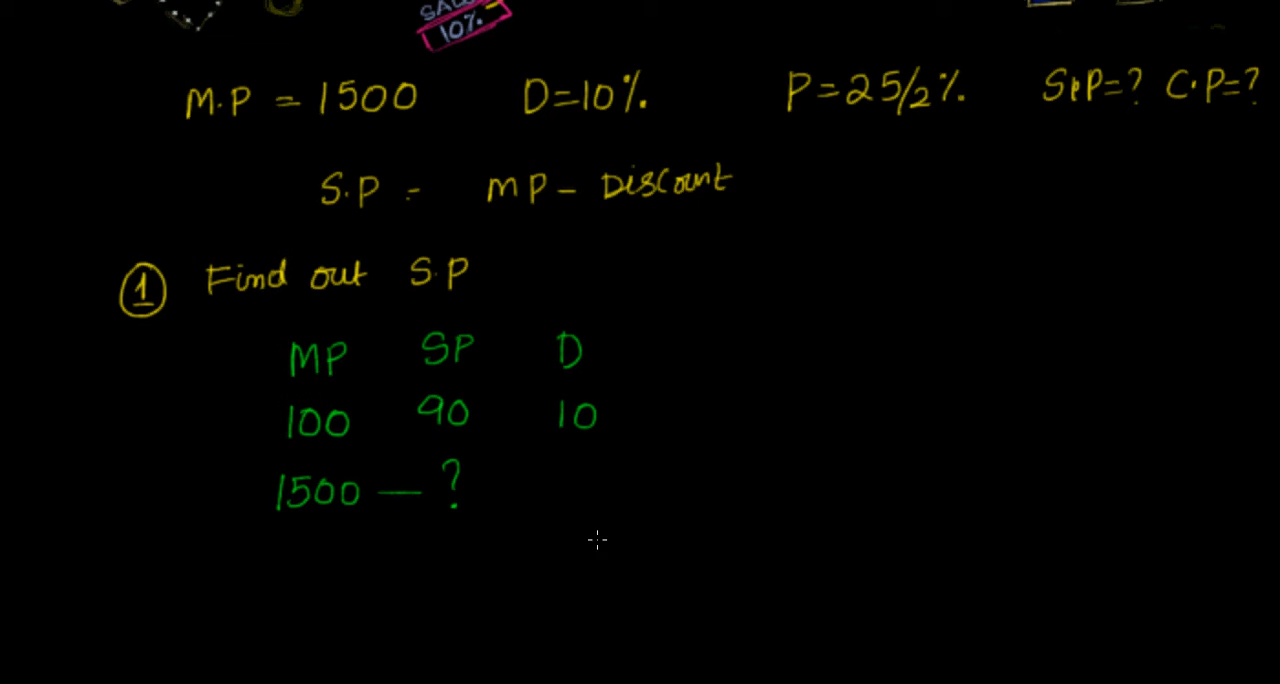 SALE
10%
M.P = 1500 D=10% P=25/2% S.P=? C.P=?
S.P = MP - Discount
1 Find out S.P
MP SP D
100 90 10
1500 — ?